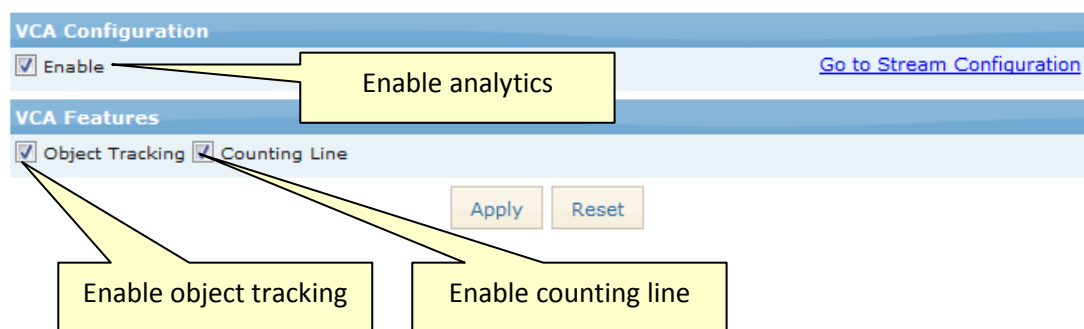 VCA Configuration
Enable
Enable analytics
Go to Stream Configuration
VCA Features
Object Tracking Counting Line
Apply Reset
Enable object tracking
Enable counting line